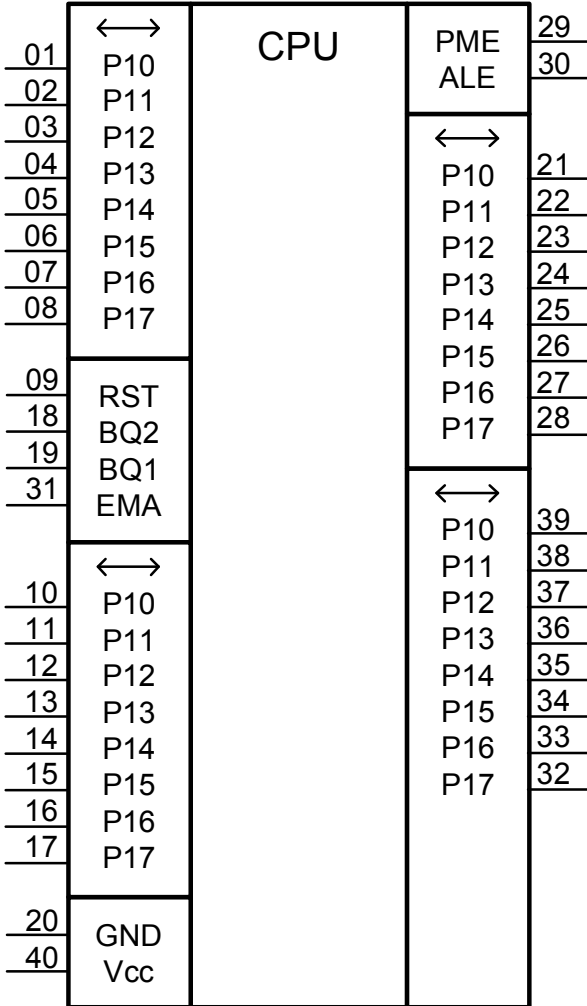 CPU
01 P10
02 P11
03 P12
04 P13
05 P14
06 P15
07 P16
08 P17
09 RST
18 BQ2
19 BQ1
31 EMA
10 P10
11 P11
12 P12
13 P13
14 P14
15 P15
16 P16
17 P17
20 GND
40 Vcc
PME 29
ALE 30
P10 21
P11 22
P12 23
P13 24
P14 25
P15 26
P16 27
P17 28
P10 39
P11 38
P12 37
P13 36
P14 35
P15 34
P16 33
P17 32